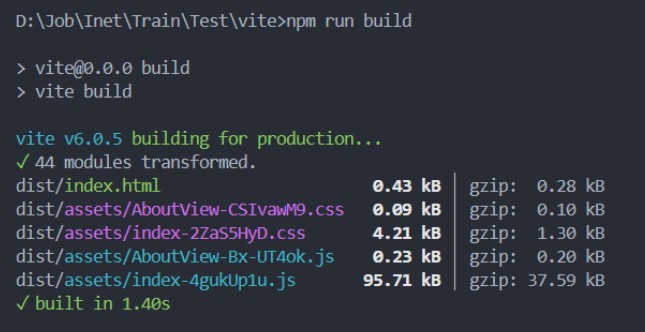 D:\Job\Inet\Train\Test\vite>npm run build
> vite@0.0.0 build
> vite build
vite v6.0.5 building for production...
✓ 44 modules transformed.
dist/index.html 0.43 kB │ gzip: 0.28 kB
dist/assets/AboutView-CSIvawM9.css 0.09 kB │ gzip: 0.10 kB
dist/assets/index-2ZaS5HyD.css 4.21 kB │ gzip: 1.30 kB
dist/assets/AboutView-Bx-UT4ok.js 0.23 kB │ gzip: 0.20 kB
dist/assets/index-4gukUp1u.js 95.71 kB │ gzip: 37.59 kB
✓ built in 1.40s